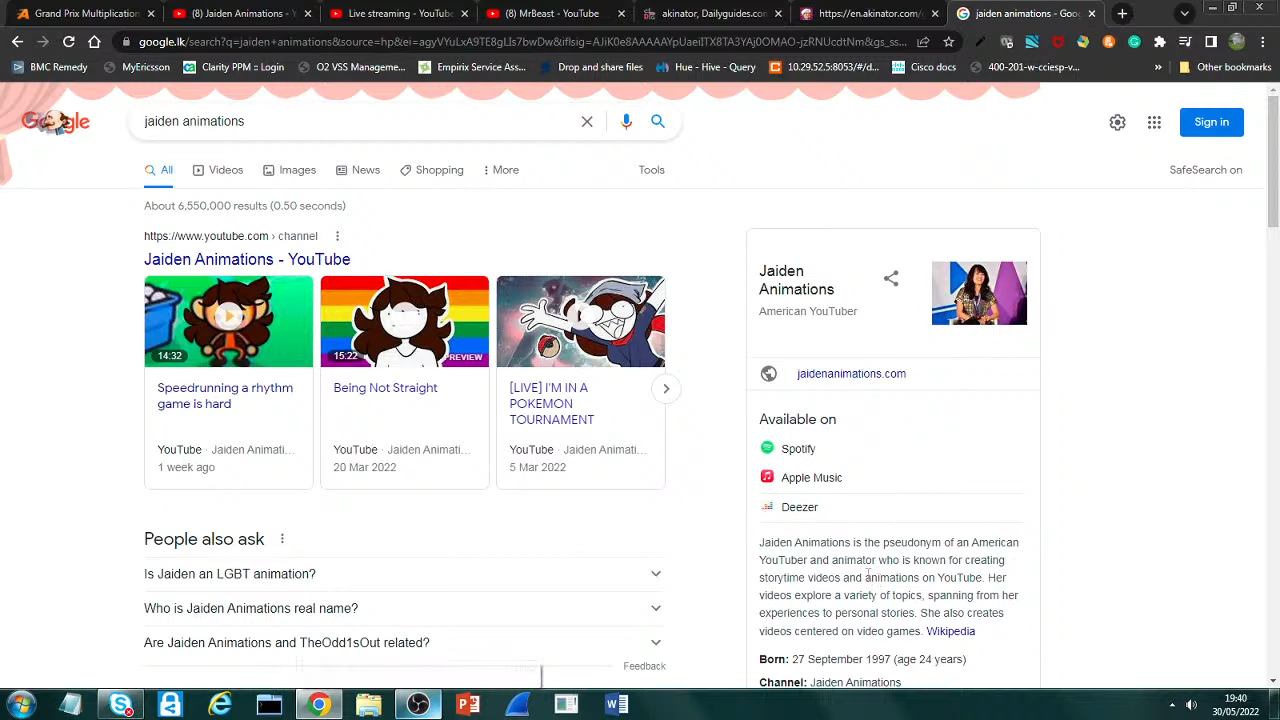 Grand Prix Multiplication
(8) Jaiden Animations - Y
Live streaming - YouTube
(8) MrBeast - YouTube
akinator, Dailyguides.com
https://en.akinator.com/g
jaiden animations - Goo
google.lk/search?q=jaiden+animations&source=hp&ei=
BMC Remedy
MyEricsson
Clarity PPM :: Login
O2 VSS Manageme...
Empirix Service Ass...
Drop and share files
Hue - Hive - Query
10.29.52.5:8053/#/d...
Cisco docs
400-201-w-cciesp-v...
»
Other bookmarks
Google
jaiden animations
Sign in
All
Videos
Images
News
Shopping
More
Tools
SafeSearch on
About 6,550,000 results (0.50 seconds)
https://www.youtube.com › channel
Jaiden Animations - YouTube
14:32
Speedrunning a rhythm
game is hard
YouTube · Jaiden Animati...
1 week ago
15:22
PREVIEW
Being Not Straight
YouTube · Jaiden Animati...
20 Mar 2022
[LIVE] I'M IN A
POKEMON
TOURNAMENT
YouTube · Jaiden Animati...
5 Mar 2022
People also ask
Is Jaiden an LGBT animation?
Who is Jaiden Animations real name?
Are Jaiden Animations and TheOdd1sOut related?
Feedback
Jaiden
Animations
American YouTuber
jaidenanimations.com
Available on
Spotify
Apple Music
Deezer
Jaiden Animations is the pseudonym of an American
YouTuber and animator who is known for creating
storytime videos and animations on YouTube. Her
videos explore a variety of topics, spanning from her
experiences to personal stories. She also creates
videos centered on video games. Wikipedia
Born: 27 September 1997 (age 24 years)
Channel: Jaiden Animations
19:40
30/05/2022